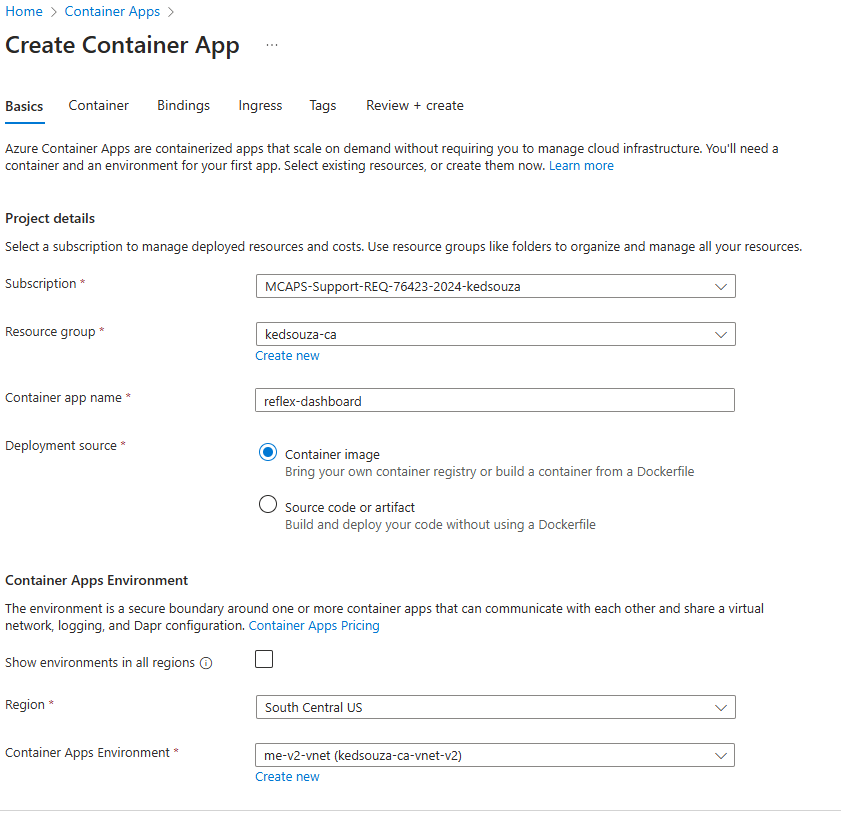 Home > Container Apps >
Create Container App ...
Basics Container Bindings Ingress Tags Review + create
Azure Container Apps are containerized apps that scale on demand without requiring you to manage cloud infrastructure. You'll need a
container and an environment for your first app. Select existing resources, or create them now. Learn more
Project details
Select a subscription to manage deployed resources and costs. Use resource groups like folders to organize and manage all your resources.
Subscription * MCAPS-Support-REQ-76423-2024-kedsouza
Resource group * kedsouza-ca
Create new
Container app name * reflex-dashboard
Deployment source * Container image
Bring your own container registry or build a container from a Dockerfile
Source code or artifact
Build and deploy your code without using a Dockerfile
Container Apps Environment
The environment is a secure boundary around one or more container apps that can communicate with each other and share a virtual
network, logging, and Dapr configuration. Container Apps Pricing
Show environments in all regions
Region * South Central US
Container Apps Environment * me-v2-vnet (kedsouza-ca-vnet-v2)
Create new